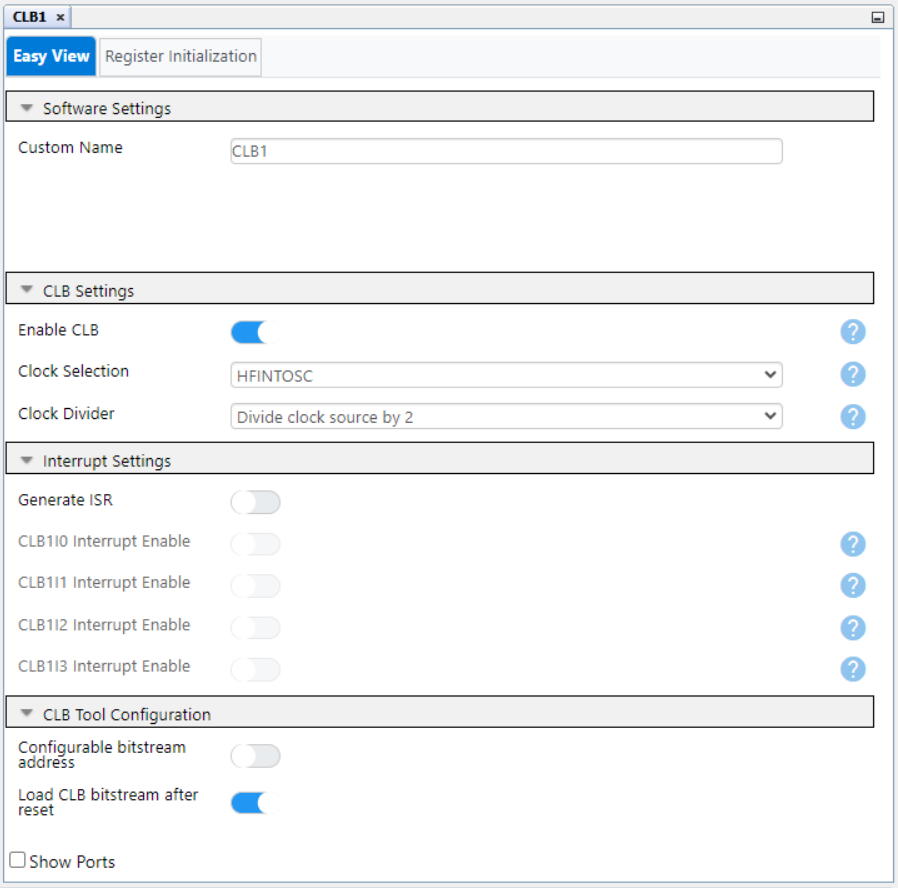 CLB1 ×
Easy View
Register Initialization
Software Settings
Custom Name
CLB1
CLB Settings
Enable CLB
?
Clock Selection
HFINTOSC
?
Clock Divider
Divide clock source by 2
?
Interrupt Settings
Generate ISR
CLB1I0 Interrupt Enable
?
CLB1I1 Interrupt Enable
?
CLB1I2 Interrupt Enable
?
CLB1I3 Interrupt Enable
?
CLB Tool Configuration
Configurable bitstream
address
Load CLB bitstream after
reset
Show Ports